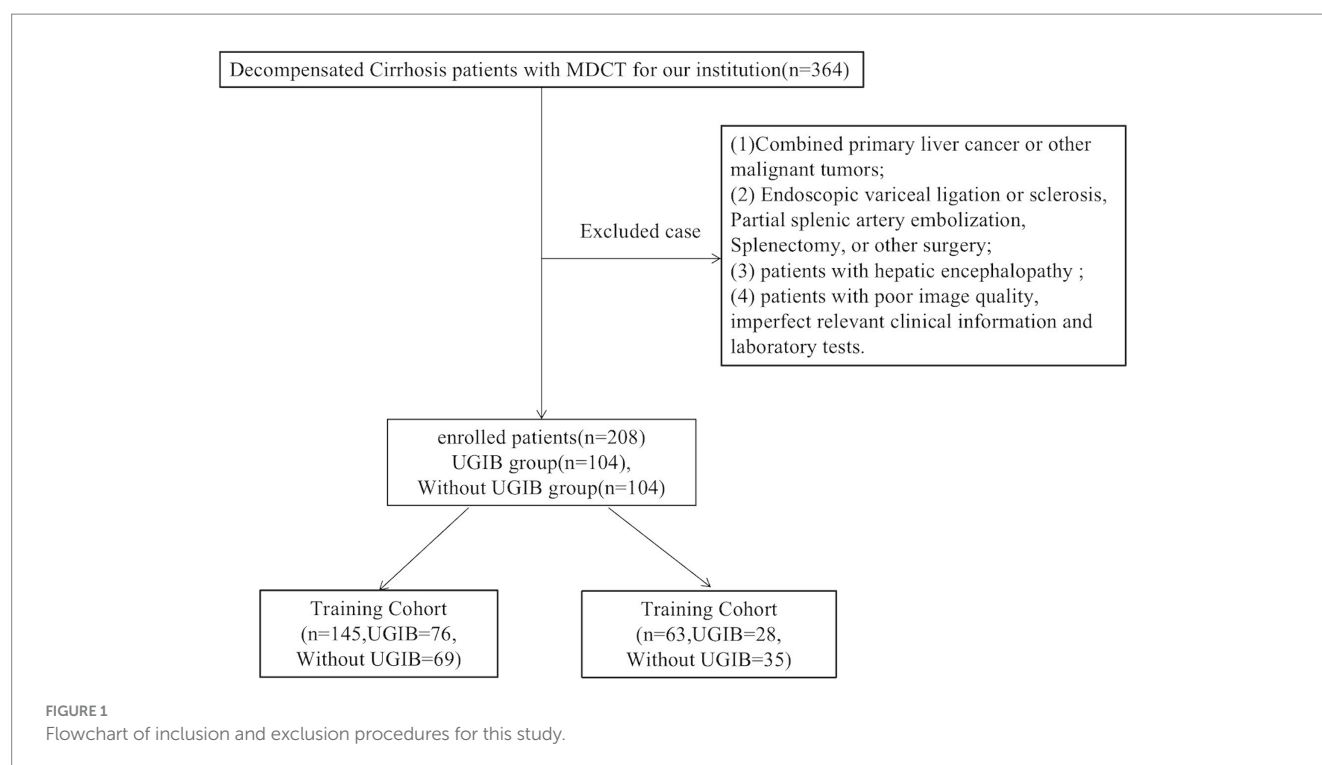 Decompensated Cirrhosis patients with MDCT for our institution(n=364)
(1)Combined primary liver cancer or other
malignant tumors;
(2) Endoscopic variceal ligation or sclerosis,
Partial splenic artery embolization,
Splenectomy, or other surgery;
(3) patients with hepatic encephalopathy ;
(4) patients with poor image quality,
imperfect relevant clinical information and
laboratory tests.
Excluded case
enrolled patients(n=208)
UGIB group(n=104),
Without UGIB group(n=104)
Training Cohort
(n=145,UGIB=76,
Without UGIB=69)
Training Cohort
(n=63,UGIB=28,
Without UGIB=35)
FIGURE 1
Flowchart of inclusion and exclusion procedures for this study.